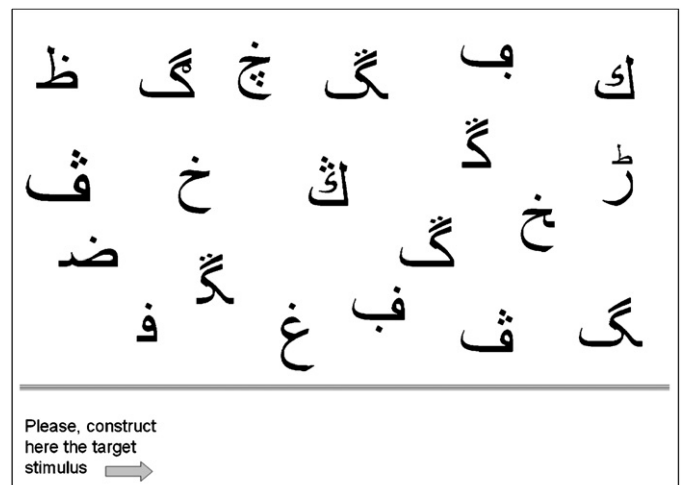 ك ڢ ڴ ڿ ګ ظ
ڴ
ڑ ڭ خ ڤ
خ
ڴ ض
ڴ
گ ڤ ف غ ف
Please, construct
here the target
stimulus